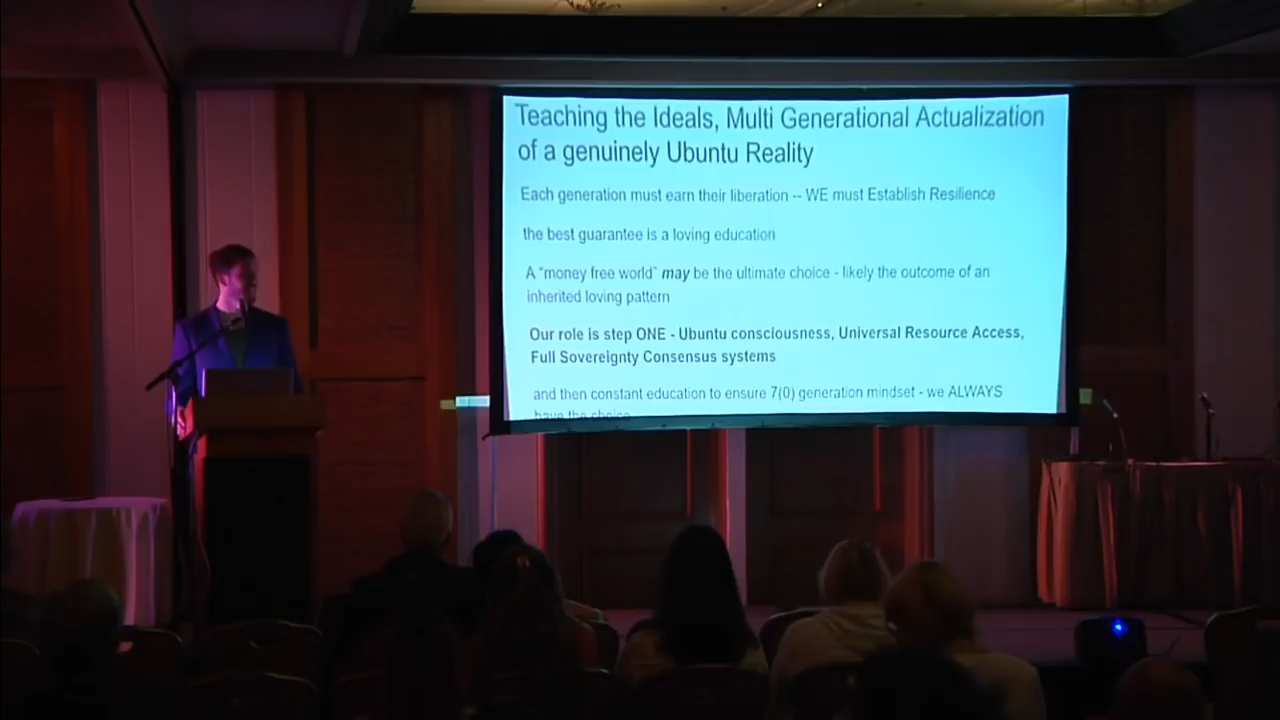 Teaching the Ideals, Multi Generational Actualization
of a genuinely Ubuntu Reality
Each generation must earn their liberation -- WE must Establish Resilience
the best guarantee is a loving education
A "money free world" may be the ultimate choice - likely the outcome of an
inherited loving pattern
Our role is step ONE - Ubuntu consciousness, Universal Resource Access,
Full Sovereignty Consensus systems
and then constant education to ensure 7(0) generation mindset - we ALWAYS
have the choice